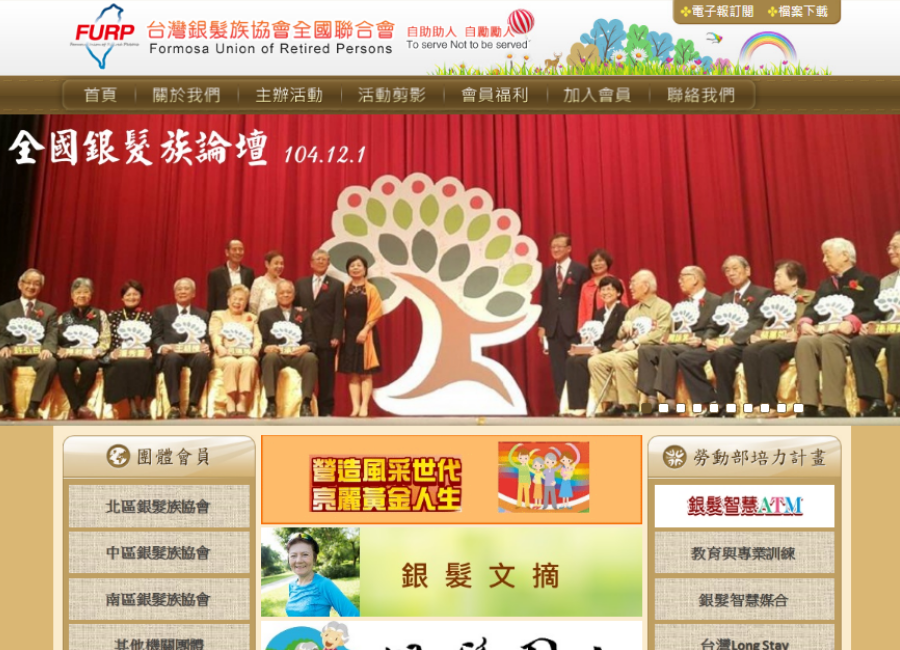 電子報訂閱 檔案下載
FURP
台灣銀髮族協會全國聯合會
Formosa Union of Retired Persons
自助助人 自勵勵人
To serve Not to be served
首頁 關於我們 主辦活動 活動剪影 會員福利 加入會員 聯絡我們
全國銀髮族論壇 104.12.1
團體會員
北區銀髮族協會
中區銀髮族協會
南區銀髮族協會
其他機關團體
營造風采世代
亮麗黃金人生
銀髮文摘
勞動部培力計畫
銀髮智慧ATM
教育與專業訓練
銀髮智慧媒合
台灣Long Stay